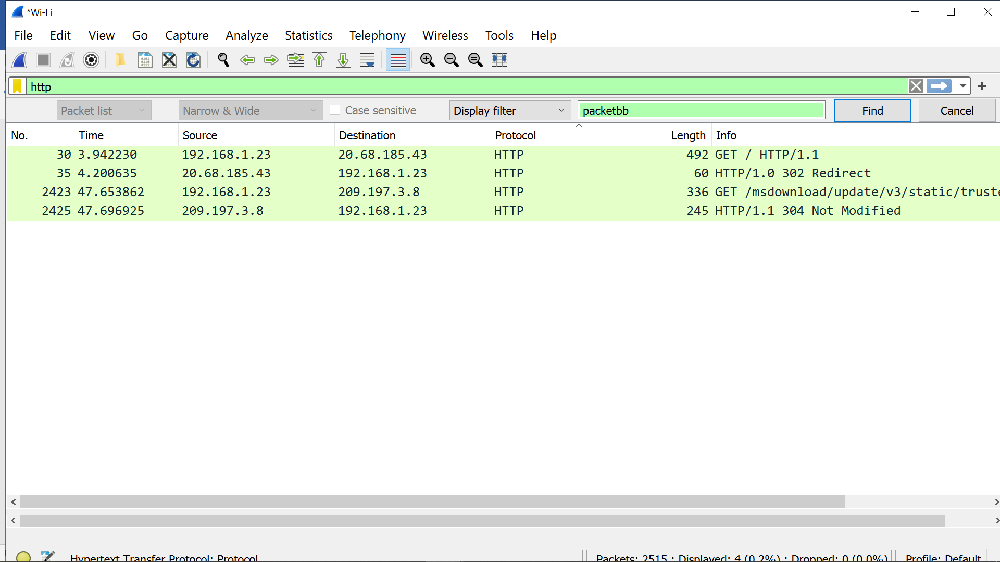 *Wi-Fi
File Edit View Go Capture Analyze Statistics Telephony Wireless Tools Help
http
Packet list Narrow & Wide Case sensitive Display filter packetbb Find Cancel
No. Time Source Destination Protocol Length Info
30 3.942230 192.168.1.23 20.68.185.43 HTTP 492 GET / HTTP/1.1
35 4.200635 20.68.185.43 192.168.1.23 HTTP 60 HTTP/1.0 302 Redirect
2423 47.653862 192.168.1.23 209.197.3.8 HTTP 336 GET /msdownload/update/v3/static/truste
2425 47.696925 209.197.3.8 192.168.1.23 HTTP 245 HTTP/1.1 304 Not Modified
Hypertext Transfer Protocol: Protocol Packets: 2515 · Displayed: 4 (0.2%) · Dropped: 0 (0.0%) Profile: Default